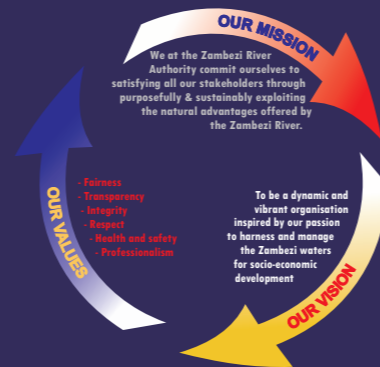 OUR MISSION
We at the Zambezi River
Authority commit ourselves to
satisfying all our stakeholders through
purposefully & sustainably exploiting
the natural advantages offered by
the Zambezi River.
OUR VISION
To be a dynamic and
vibrant organisation
inspired by our passion
to harness and manage
the Zambezi waters
for socio-economic
development
OUR VALUES
- Fairness
- Transparency
- Integrity
- Respect
- Health and safety
- Professionalism